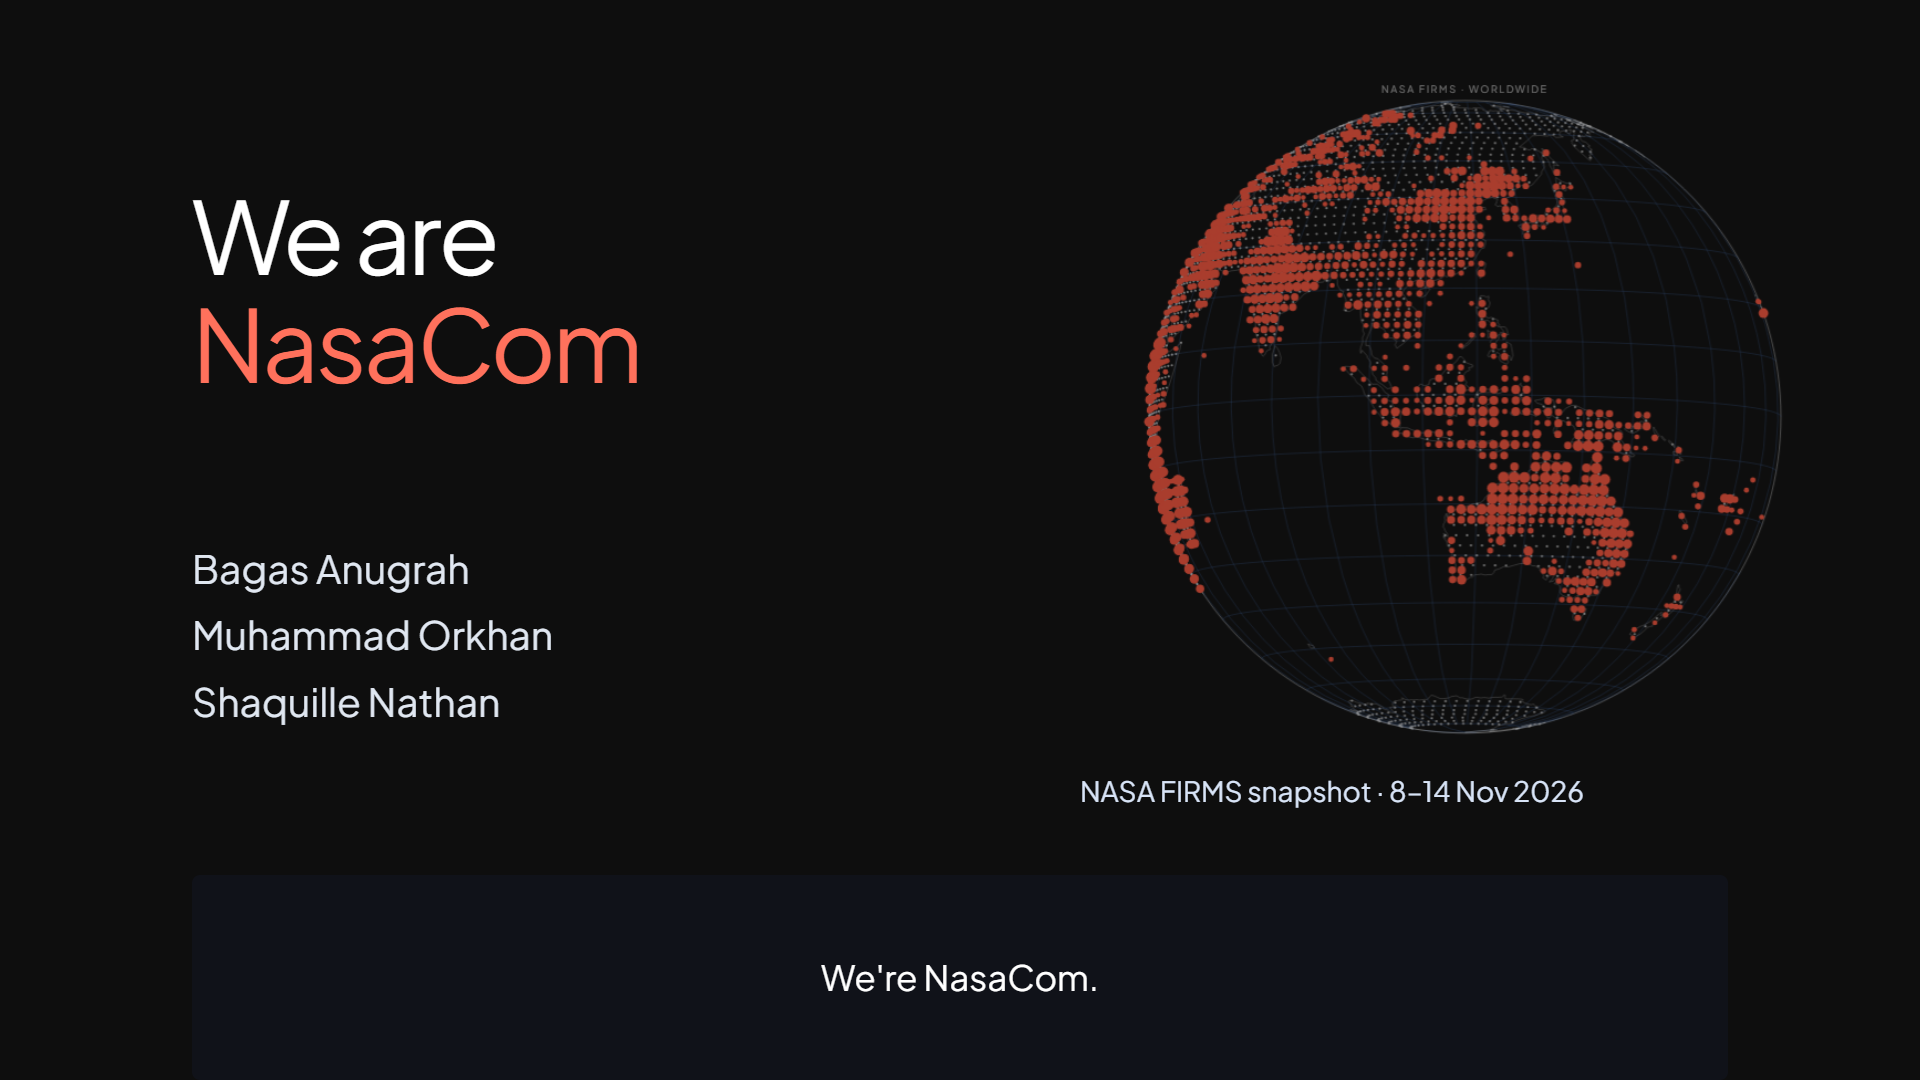 NASA FIRMS · WORLDWIDE
We are
NasaCom
Bagas Anugrah
Muhammad Orkhan
Shaquille Nathan
NASA FIRMS snapshot · 8–14 Nov 2026
We're NasaCom.